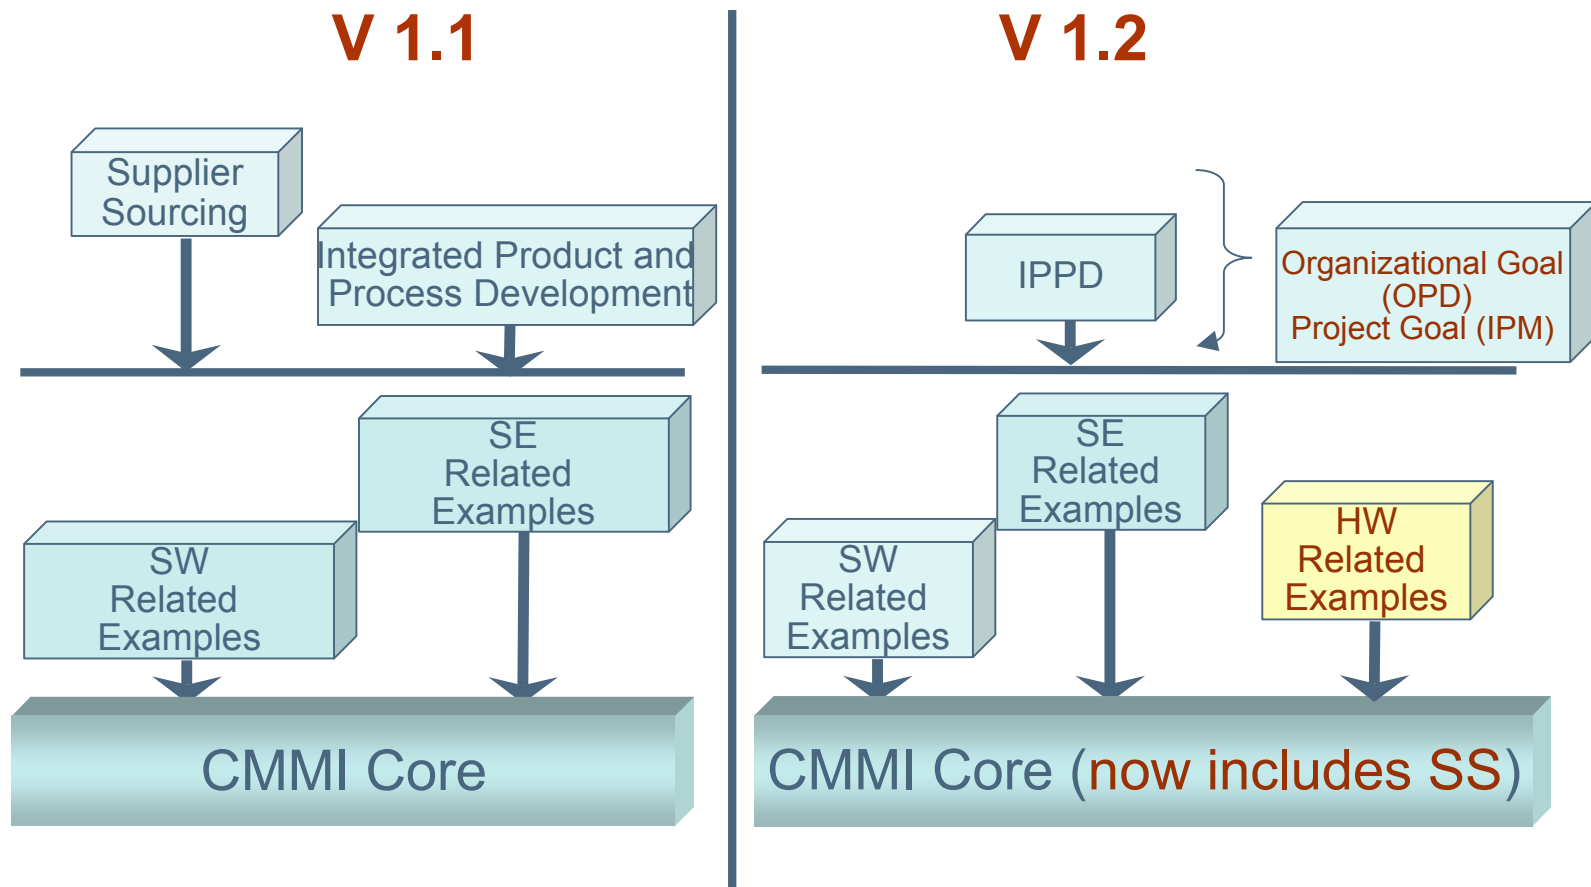 V 1.1
Supplier
Sourcing
Integrated Product and
Process Development
SE
Related
Examples
SW
Related
Examples
CMMI Core
V 1.2
IPPD
Organizational Goal
(OPD)
Project Goal (IPM)
SE
Related
Examples
SW
Related
Examples
HW
Related
Examples
CMMI Core (now includes SS)